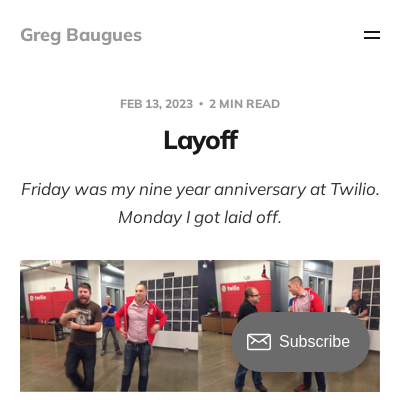 Greg Baugues
FEB 13, 2023 • 2 MIN READ
Layoff
Friday was my nine year anniversary at Twilio.
Monday I got laid off.
twilio
twilio
Subscribe